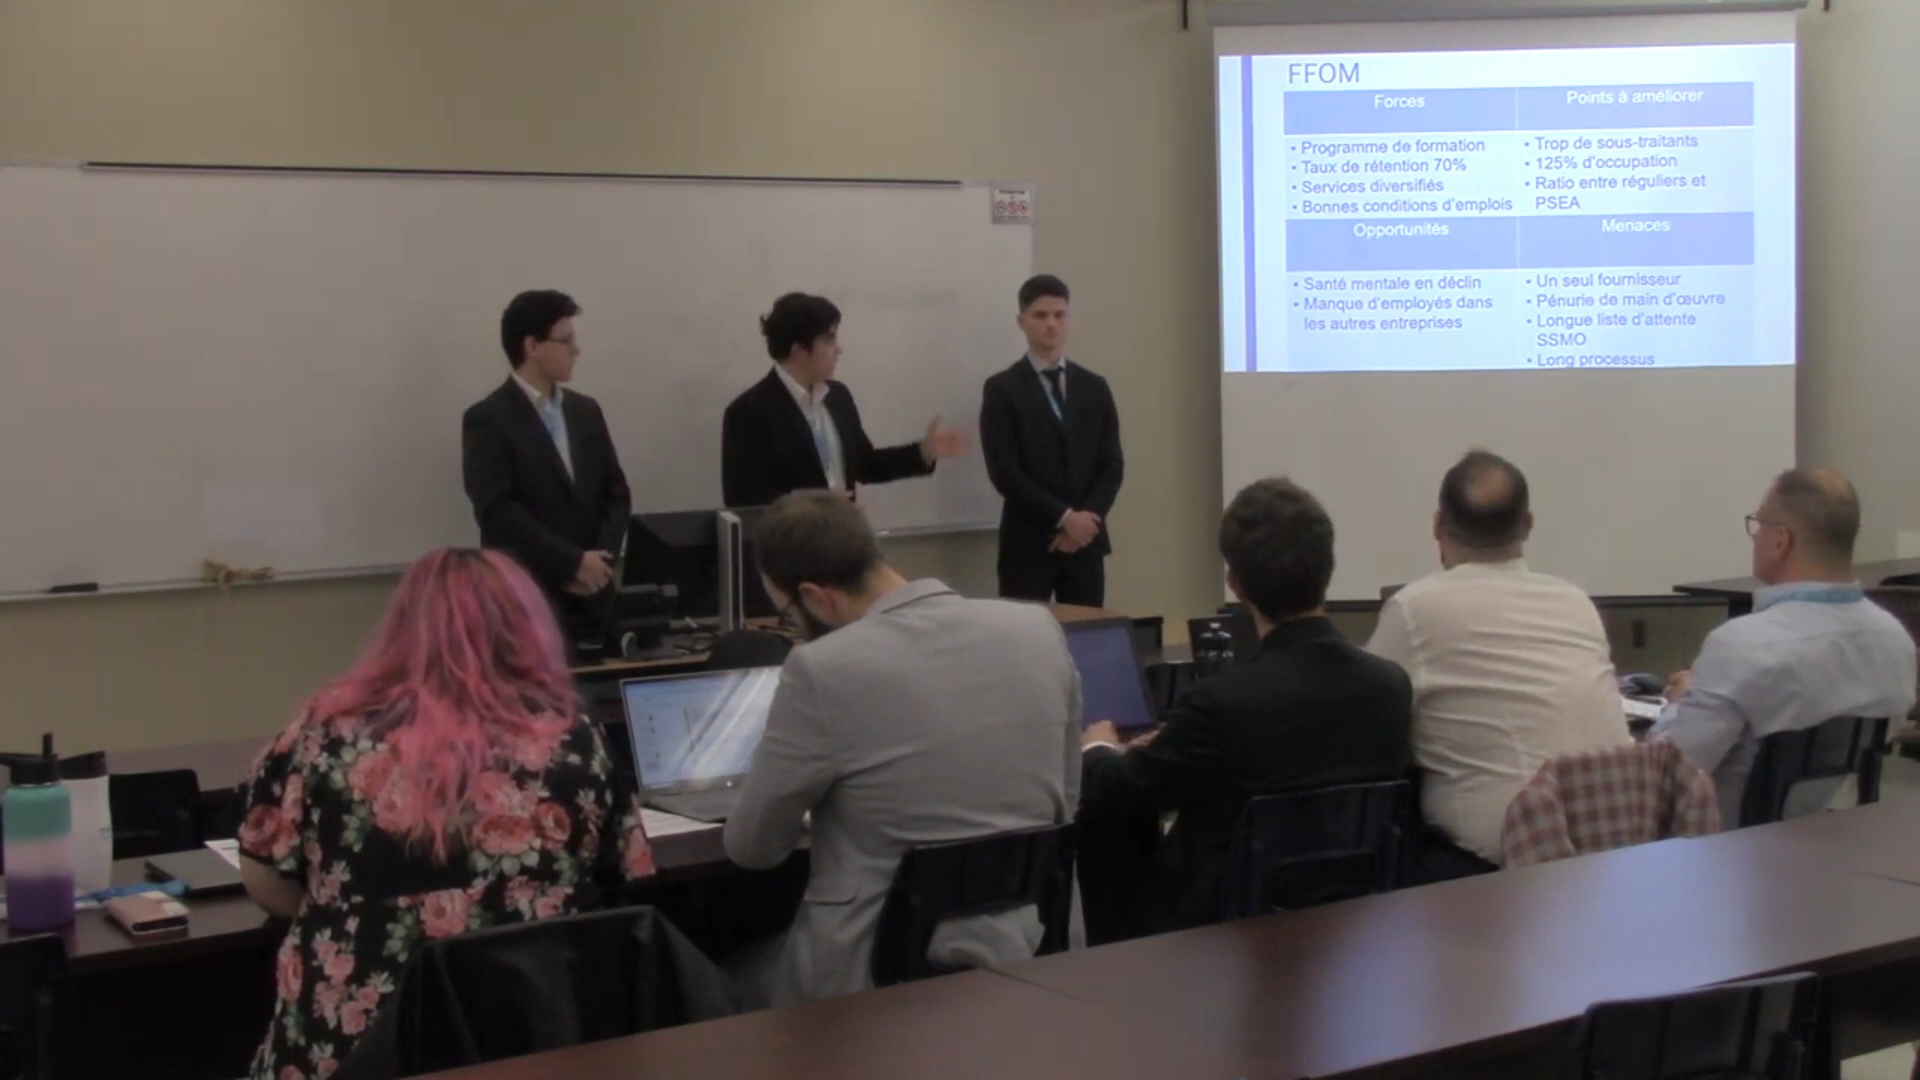 FFOM
Forces
Points à améliorer
• Programme de formation
• Taux de rétention 70%
• Services diversifiés
• Bonnes conditions d'emplois
• Trop de sous-traitants
• 125% d'occupation
• Ratio entre réguliers et
PSEA
Opportunités
Menaces
• Santé mentale en déclin
• Manque d'employés dans
les autres entreprises
• Un seul fournisseur
• Pénurie de main d'œuvre
• Longue liste d'attente
SSMO
• Long processus